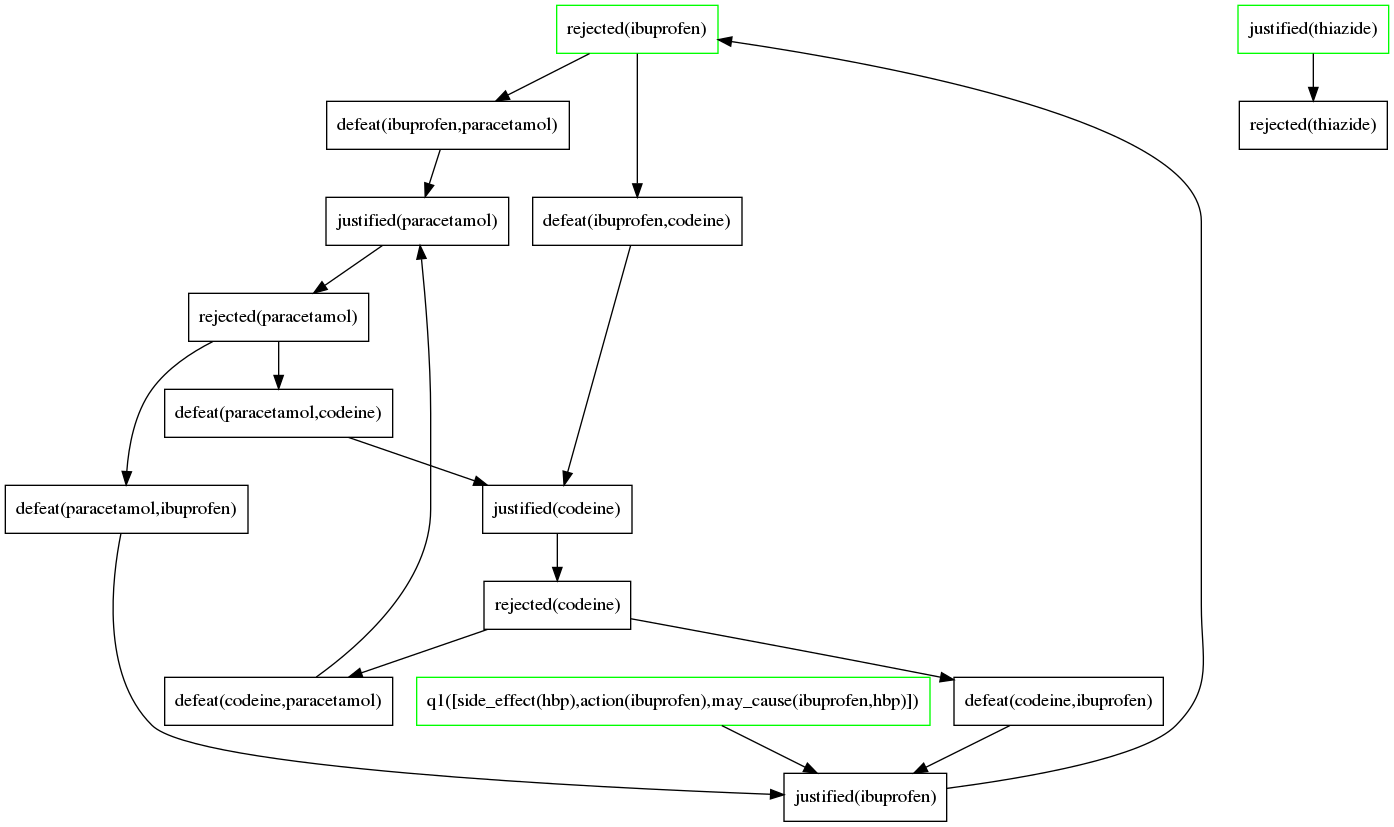 rejected(ibuprofen)
justified(thiazide)
defeat(ibuprofen,paracetamol)
rejected(thiazide)
justified(paracetamol)
defeat(ibuprofen,codeine)
rejected(paracetamol)
defeat(paracetamol,codeine)
defeat(paracetamol,ibuprofen)
justified(codeine)
rejected(codeine)
defeat(codeine,paracetamol)
q1([side_effect(hbp),action(ibuprofen),may_cause(ibuprofen,hbp)])
defeat(codeine,ibuprofen)
justified(ibuprofen)